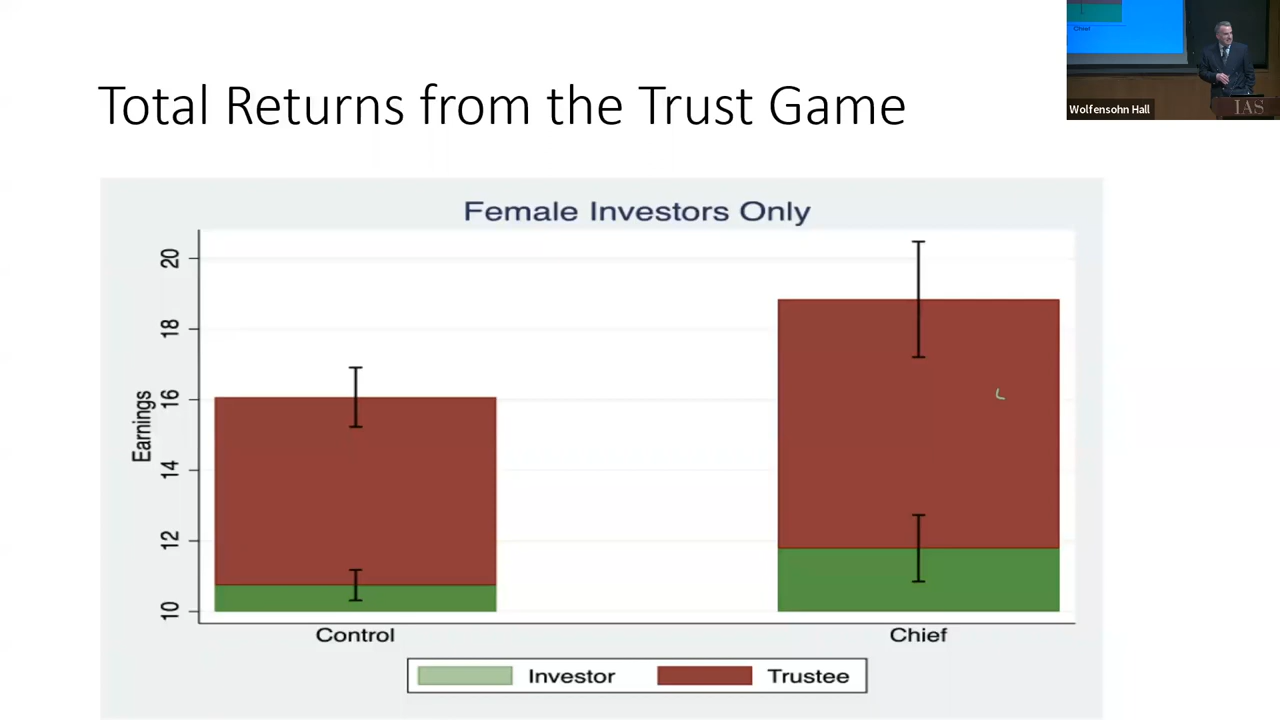 Total Returns from the Trust Game
Chief
Wolfensohn Hall
IAS
Female Investors Only
Earnings
20
18
16
14
12
10
Control
Chief
Investor
Trustee